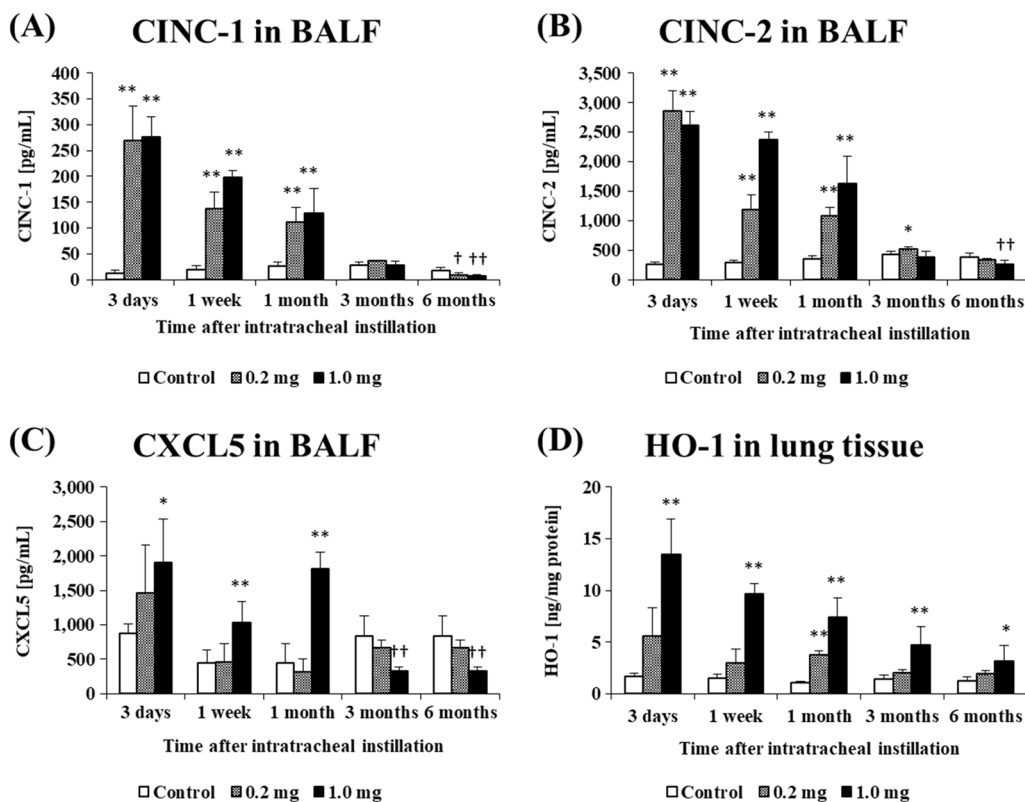 (A) CINC-1 in BALF
CINC-1 [pg/mL]
400
350
300
250
200
150
100
50
0
** **
** **
** **
† ††
3 days 1 week 1 month 3 months 6 months
Time after intratracheal instillation
Control 0.2 mg 1.0 mg
(B) CINC-2 in BALF
CINC-2 [pg/mL]
3,500
3,000
2,500
2,000
1,500
1,000
500
0
** **
** **
** **
*
††
3 days 1 week 1 month 3 months 6 months
Time after intratracheal instillation
Control 0.2 mg 1.0 mg
(C) CXCL5 in BALF
CXCL5 [pg/mL]
3,000
2,500
2,000
1,500
1,000
500
0
*
**
**
††
††
3 days 1 week 1 month 3 months 6 months
Time after intratracheal instillation
Control 0.2 mg 1.0 mg
(D) HO-1 in lung tissue
HO-1 [ng/mg protein]
20
15
10
5
0
**
**
** **
**
*
3 days 1 week 1 month 3 months 6 months
Time after intratracheal instillation
Control 0.2 mg 1.0 mg